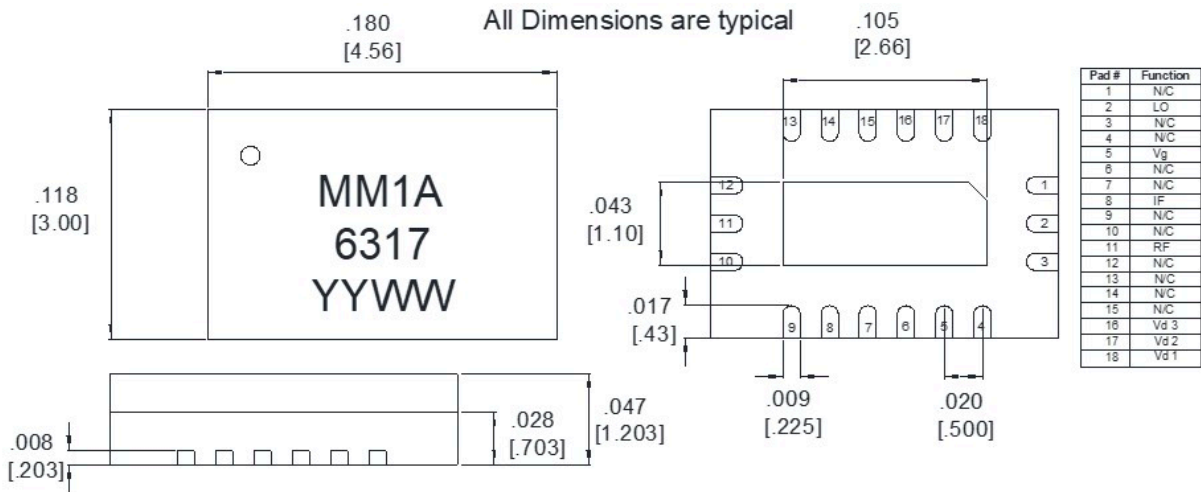 All Dimensions are typical
.180
[4.56]
.118
[3.00]
MM1A
6317
YYWW
.008
[.203]
.028
[.703]
.047
[1.203]
.105
[2.66]
13 14 15 16 17 18
12 1
11 2
10 3
9 8 7 6 5 4
.043
[1.10]
.017
[.43]
.009
[.225]
.020
[.500]
Pad # Function
1 N/C
2 LO
3 N/C
4 N/C
5 Vg
6 N/C
7 N/C
8 IF
9 N/C
10 N/C
11 RF
12 N/C
13 N/C
14 N/C
15 N/C
16 Vd 3
17 Vd 2
18 Vd 1